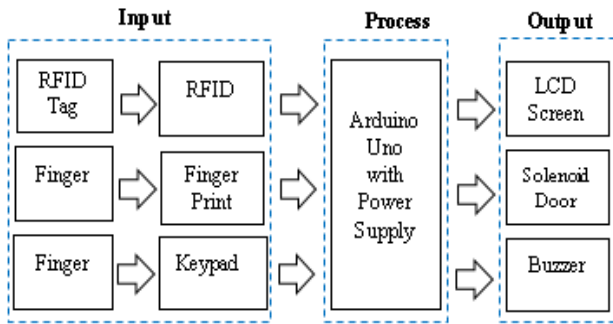 Input
Process
Output
RFID
Tag
RFID
Finger
Finger
Print
Finger
Keypad
Arduino
Uno
with
Power
Supply
LCD
Screen
Solenoid
Door
Buzzer